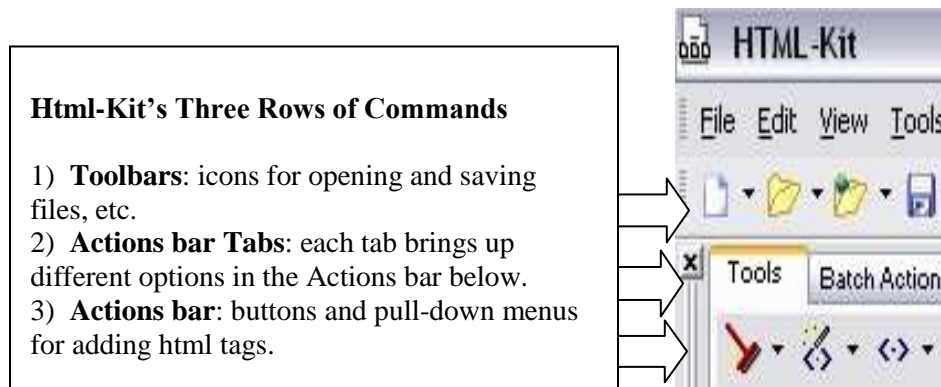 Html-Kit’s Three Rows of Commands
1) Toolbars: icons for opening and saving
files, etc.
2) Actions bar Tabs: each tab brings up
different options in the Actions bar below.
3) Actions bar: buttons and pull-down menus
for adding html tags.
HTML-Kit
File Edit View Tools
Tools Batch Action